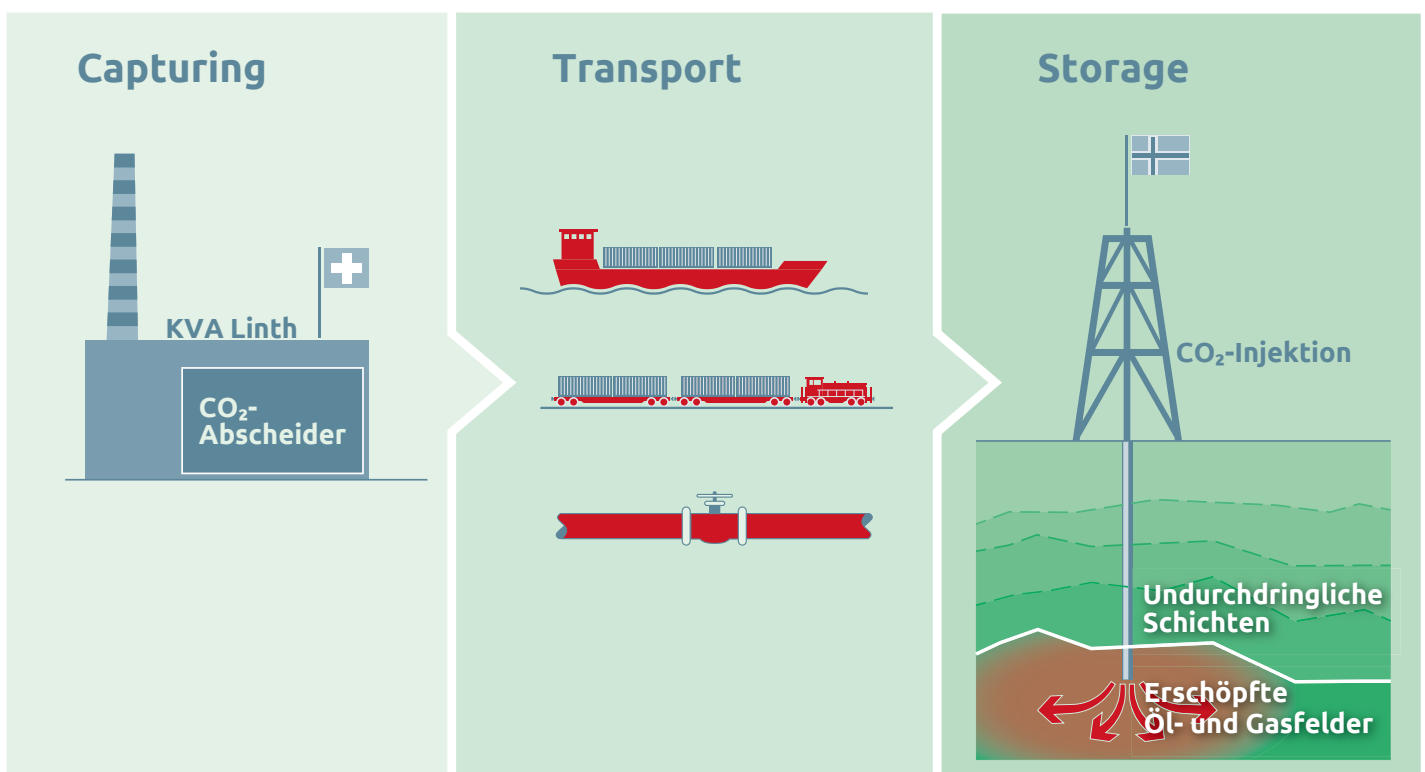 Capturing
KVA Linth
CO₂-
Abscheider
Transport
Storage
CO₂-Injektion
Undurchdringliche
Schichten
Erschöpfte
Öl- und Gasfelder